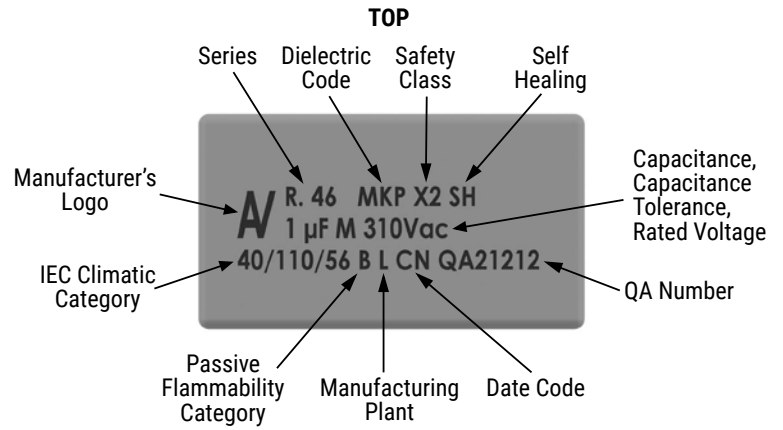 TOP
Series
Dielectric
Code
Safety
Class
Self
Healing
Manufacturer's
Logo
R. 46 MKP X2 SH
1 µF M 310Vac
40/110/56 B L CN QA21212
Capacitance,
Capacitance
Tolerance,
Rated Voltage
IEC Climatic
Category
QA Number
Passive
Flammability
Category
Manufacturing
Plant
Date Code